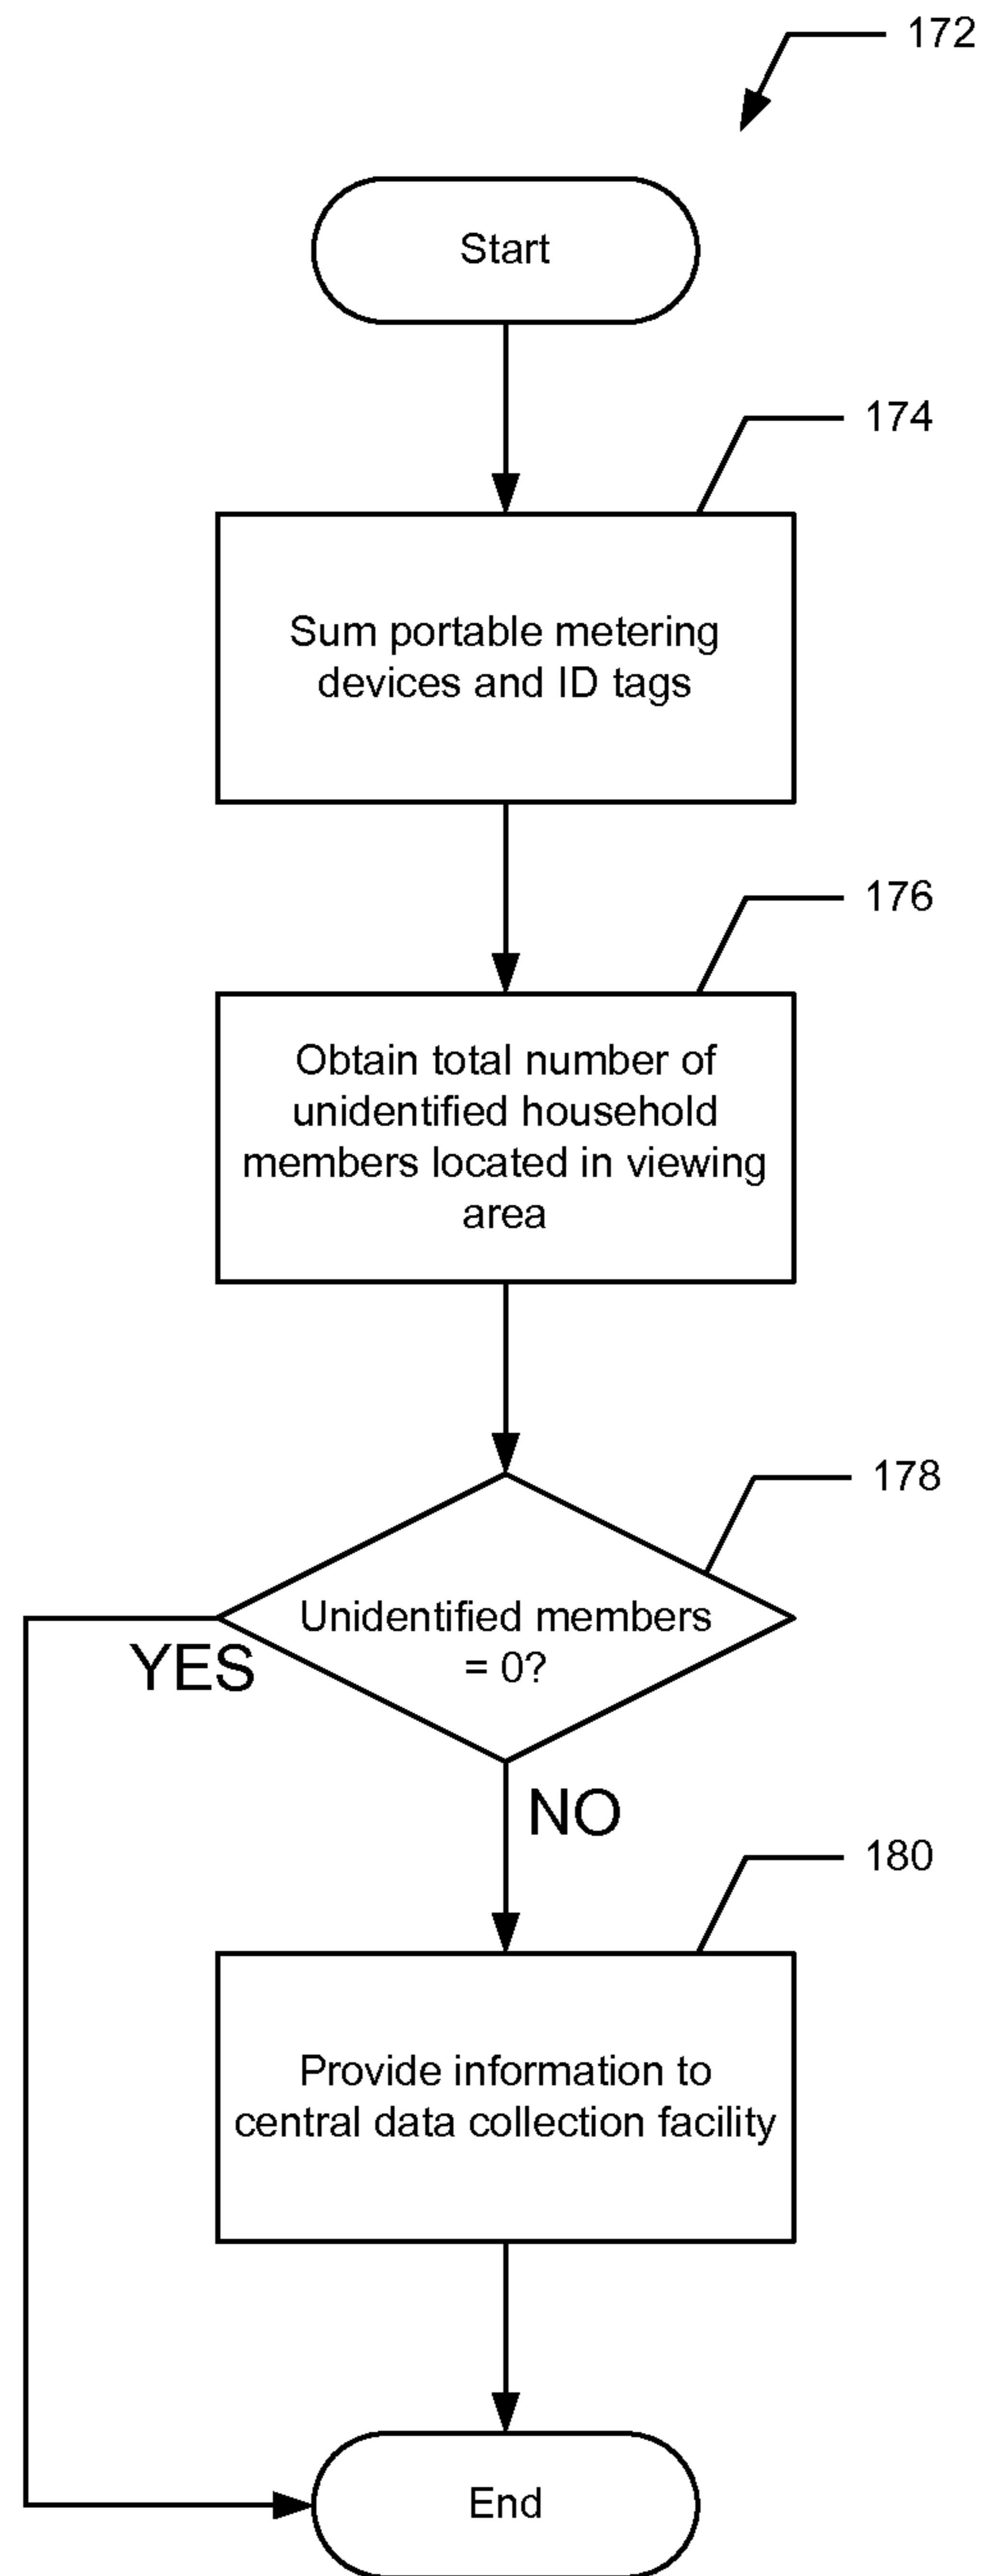 172
Start
174
Sum portable metering
devices and ID tags
176
Obtain total number of
unidentified household
members located in viewing
area
178
Unidentified members
= 0?
YES
NO
180
Provide information to
central data collection facility
End